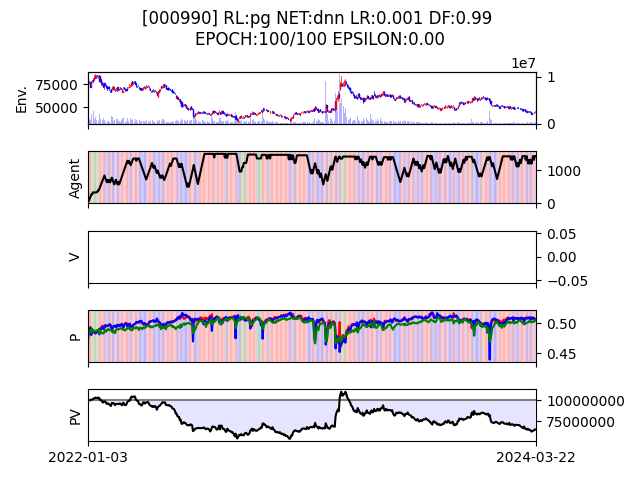 [000990] RL:pg NET:dnn LR:0.001 DF:0.99
EPOCH:100/100 EPSILON:0.00
1e7
Env.
75000
50000
1
0
Agent
1000
0
V
0.05
0.00
−0.05
P
0.50
0.45
PV
100000000
75000000
2022-01-03
2024-03-22